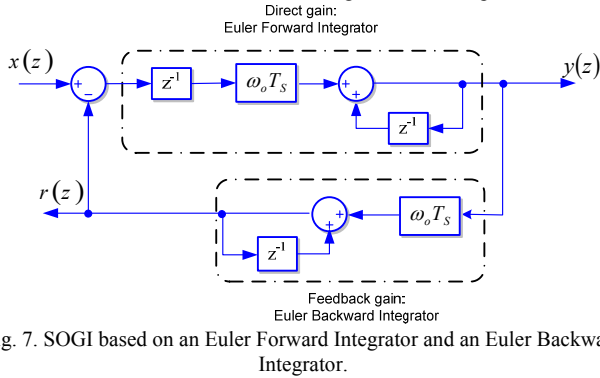 Direct gain:
Euler Forward Integrator
x(z)
+
−
z-1
ωoTS
+
+
y(z)
z-1
r(z)
+
+
ωoTS
z-1
Feedback gain:
Euler Backward Integrator
g. 7. SOGI based on an Euler Forward Integrator and an Euler Backwa
Integrator.